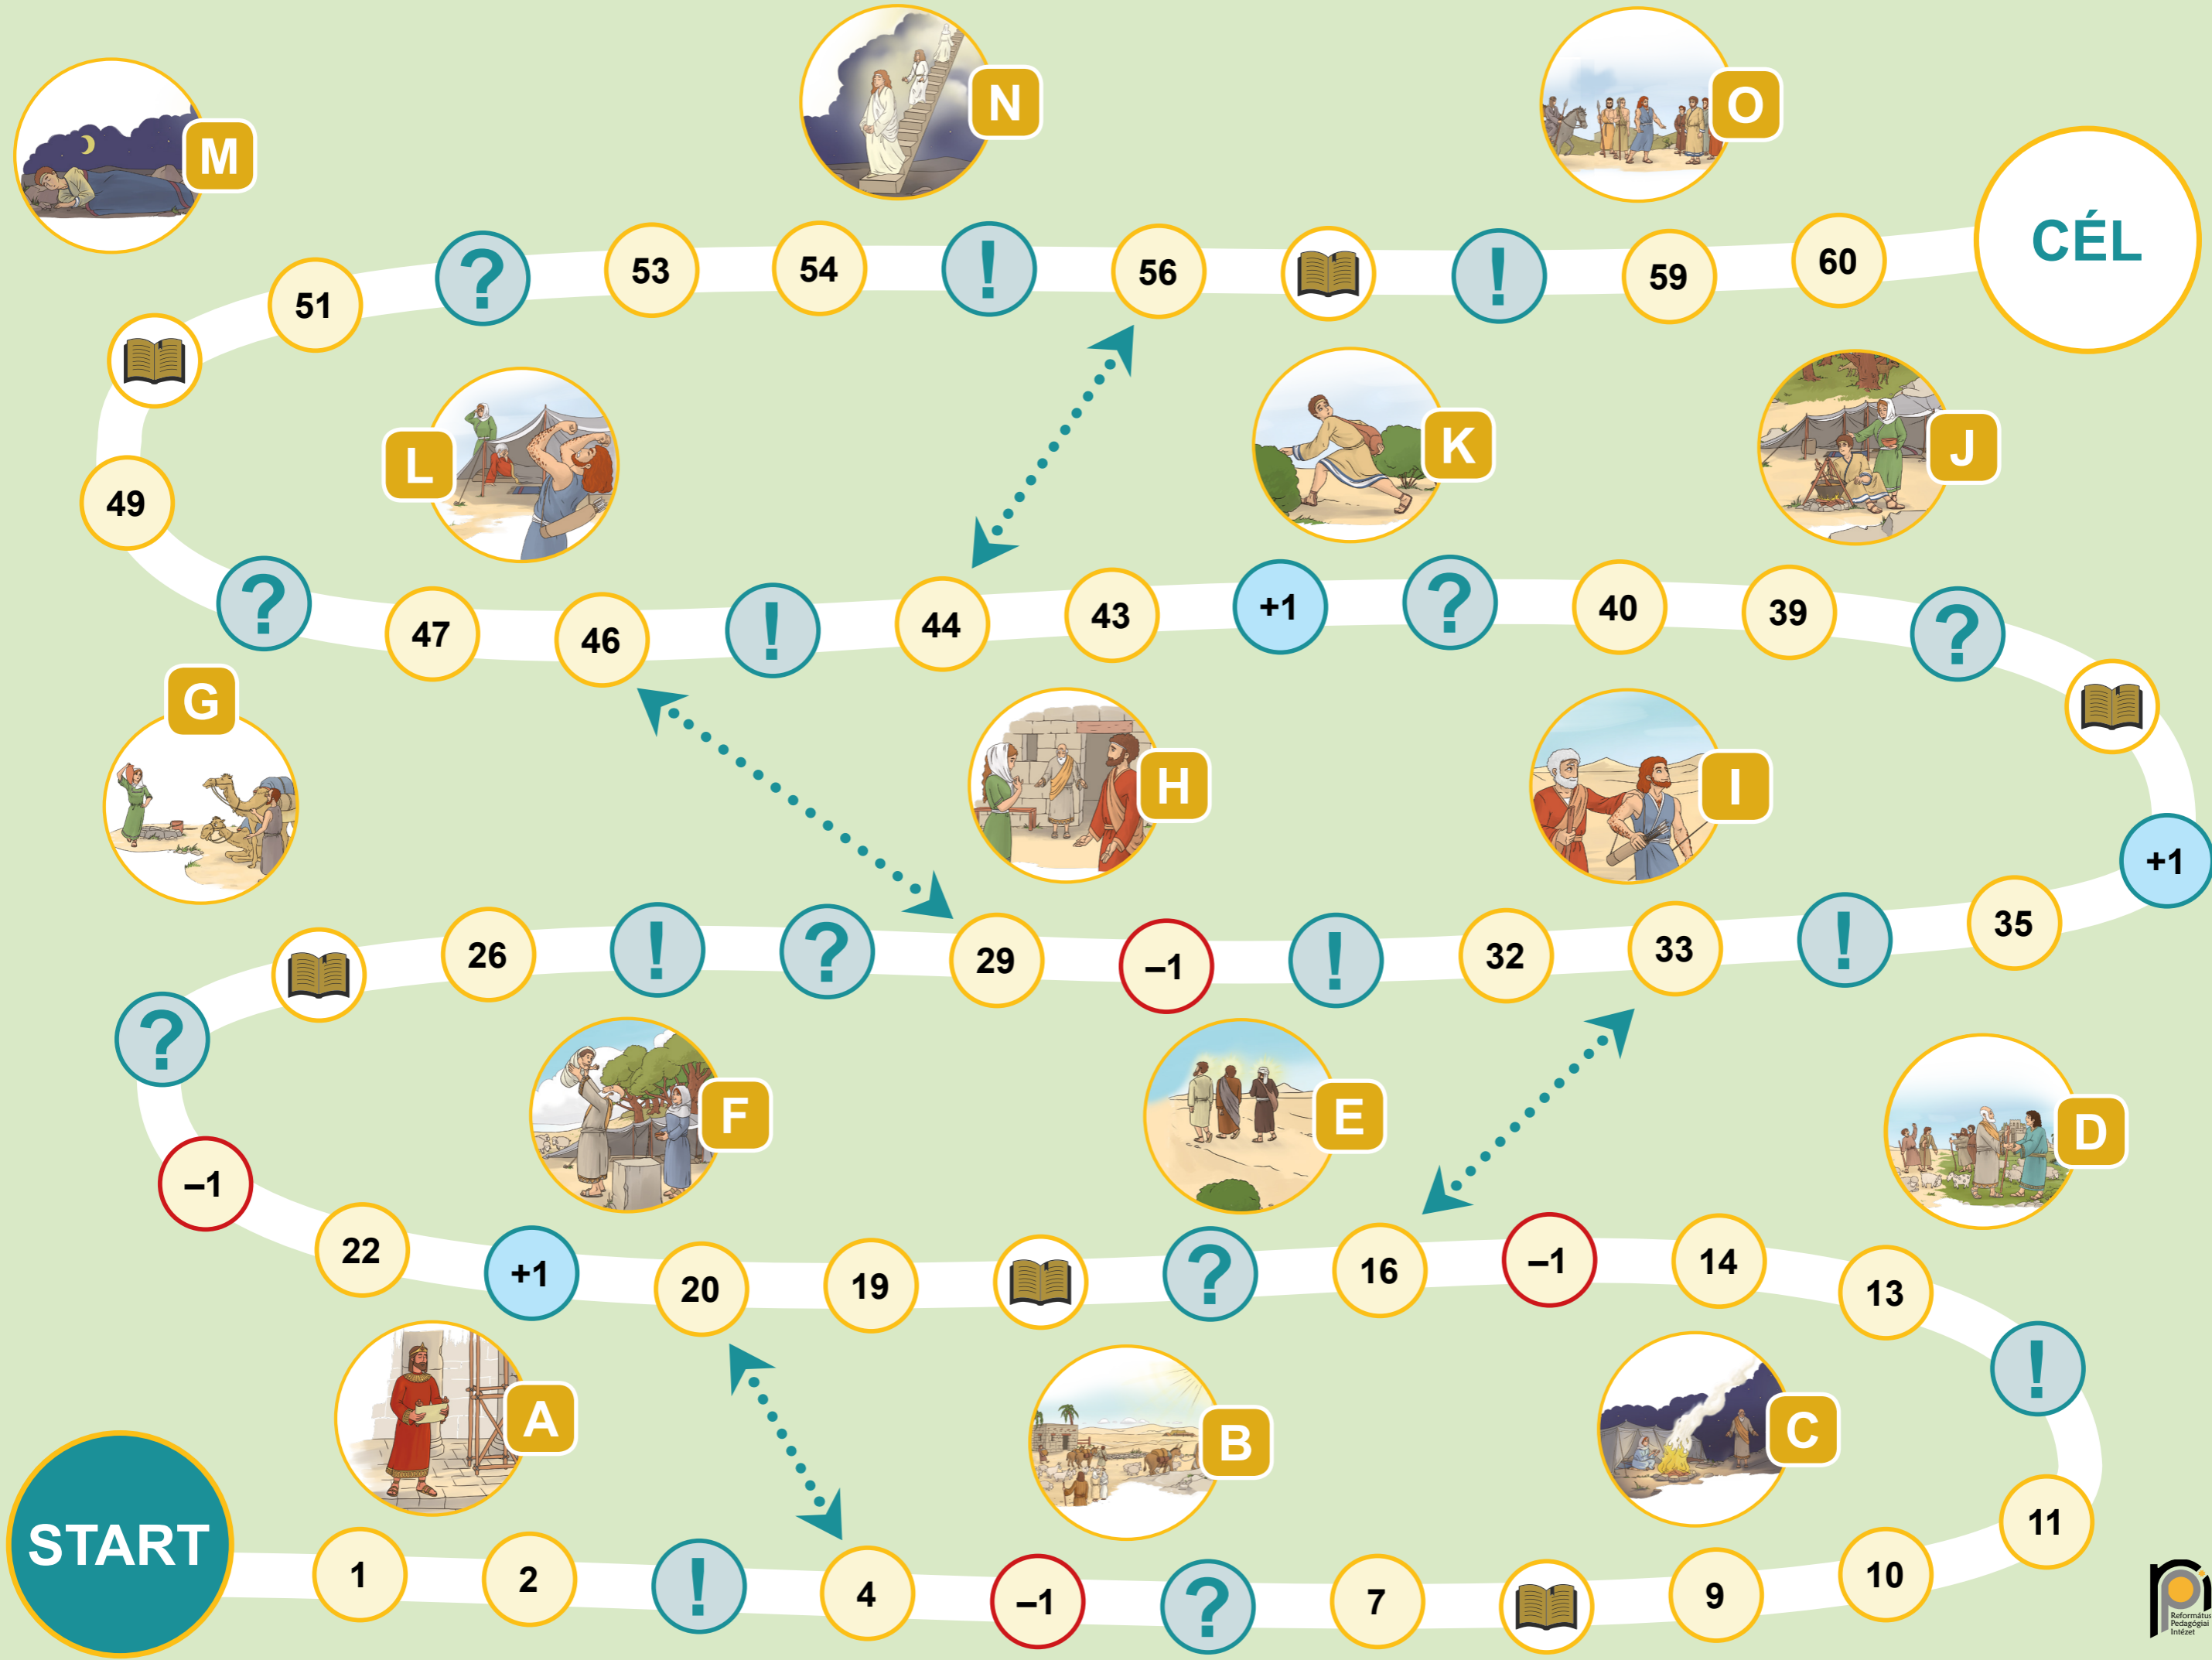 N
O
M
CÉL
51
?
53
54
!
56
!
59
60
L
K
J
49
?
47
46
!
44
43
+1
?
40
39
?
G
H
I
+1
26
!
?
29
–1
!
32
33
!
35
?
F
E
D
–1
22
+1
20
19
?
16
–1
14
13
!
A
B
C
START
1
2
!
4
–1
?
7
9
10
11
Református
Pedagógiai
Intézet